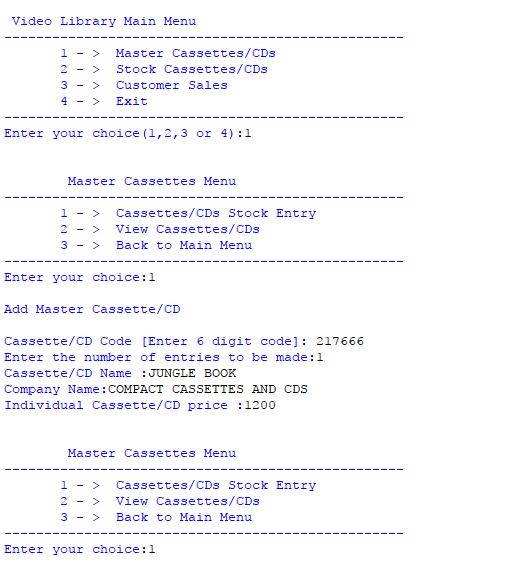 Video Library Main Menu
--------------------------------------------------
1 - > Master Cassettes/CDs
2 - > Stock Cassettes/CDs
3 - > Customer Sales
4 - > Exit
--------------------------------------------------
Enter your choice(1,2,3 or 4):1
Master Cassettes Menu
--------------------------------------------------
1 - > Cassettes/CDs Stock Entry
2 - > View Cassettes/CDs
3 - > Back to Main Menu
--------------------------------------------------
Enter your choice:1
Add Master Cassette/CD
Cassette/CD Code [Enter 6 digit code]: 217666
Enter the number of entries to be made:1
Cassette/CD Name :JUNGLE BOOK
Company Name:COMPACT CASSETTES AND CDS
Individual Cassette/CD price :1200
Master Cassettes Menu
--------------------------------------------------
1 - > Cassettes/CDs Stock Entry
2 - > View Cassettes/CDs
3 - > Back to Main Menu
--------------------------------------------------
Enter your choice:1